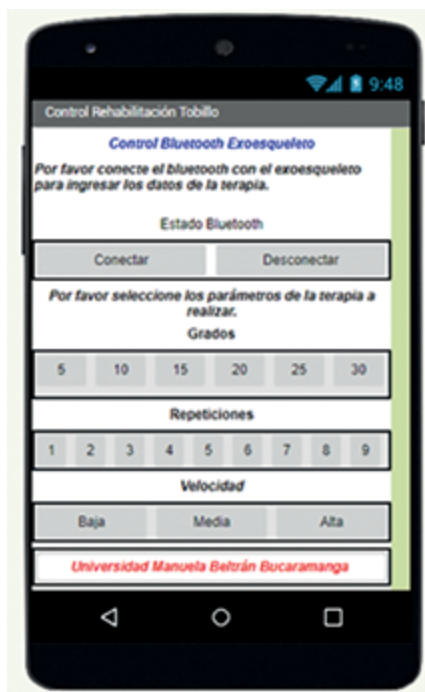 9:48
Control Rehabilitación Tobillo
Control Bluetooth Exoesqueleto
Por favor conecte el bluetooth con el exoesqueleto
para ingresar los datos de la terapia.
Estado Bluetooth
Conectar Desconectar
Por favor seleccione los parámetros de la terapia a
realizar.
Grados
5 10 15 20 25 30
Repeticiones
1 2 3 4 5 6 7 8 9
Velocidad
Baja Media Alta
Universidad Manuela Beltrán Bucaramanga